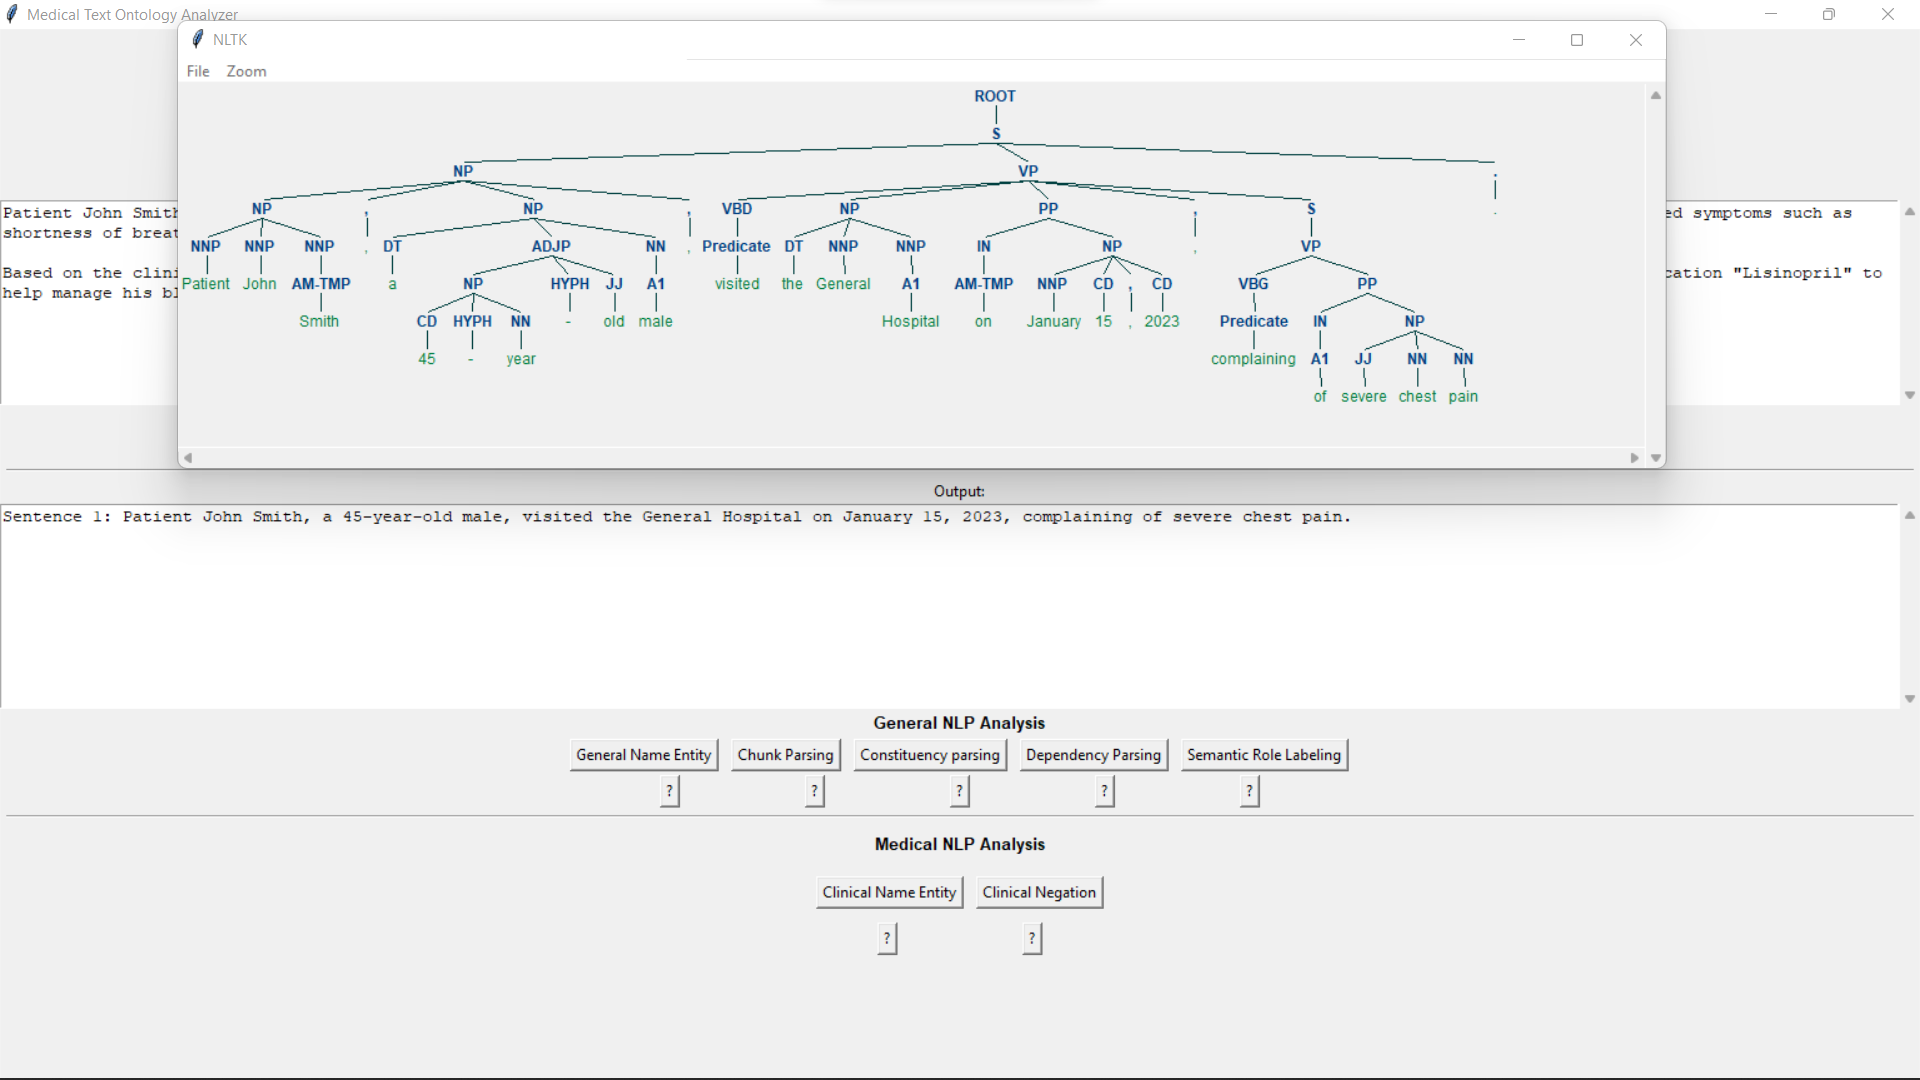 Medical Text Ontology Analyzer
NLTK
File Zoom
ROOT
S
NP VP .
NP , NP , VBD NP PP , S .
NNP NNP NNP , DT ADJP NN , Predicate DT NNP NNP IN NP , VP
Patient John AM-TMP a NP HYPH JJ A1 visited the General A1 AM-TMP NNP CD , CD VBG PP
Smith CD HYPH NN - old male Hospital on January 15 , 2023 Predicate IN NP
45 - year complaining A1 JJ NN NN
of severe chest pain
Patient John Smith ed symptoms such as
shortness of breat
Based on the clini cation "Lisinopril" to
help manage his bl
Output:
Sentence 1: Patient John Smith, a 45-year-old male, visited the General Hospital on January 15, 2023, complaining of severe chest pain.
General NLP Analysis
General Name Entity Chunk Parsing Constituency parsing Dependency Parsing Semantic Role Labeling
? ? ? ? ?
Medical NLP Analysis
Clinical Name Entity Clinical Negation
? ?